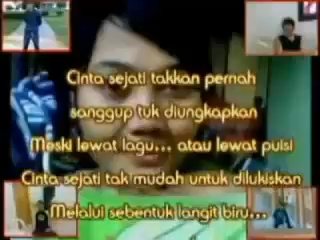 Cinta sejati takkan pernah
sanggup tuk diungkapkan
Meski lewat lagu... atau lewat puisi
Cinta sejati tak mudah untuk dilukiskan
Melalui sebentuk langit biru...